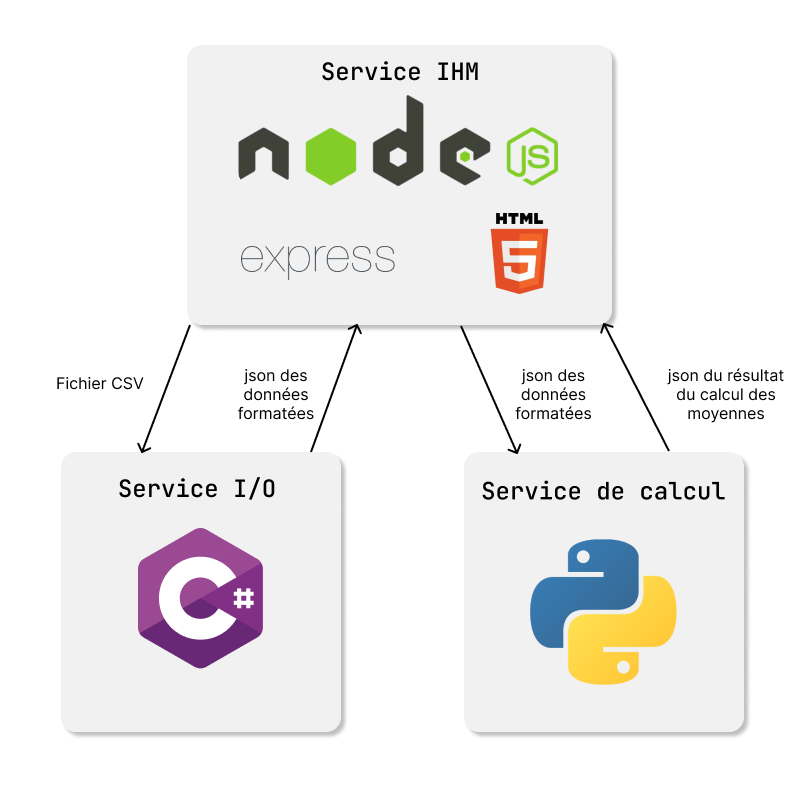 Service IHM
node
JS
express
HTML
5
Fichier CSV
json des
données
formatées
json des
données
formatées
json du résultat
du calcul des
moyennes
Service I/O
C#
Service de calcul